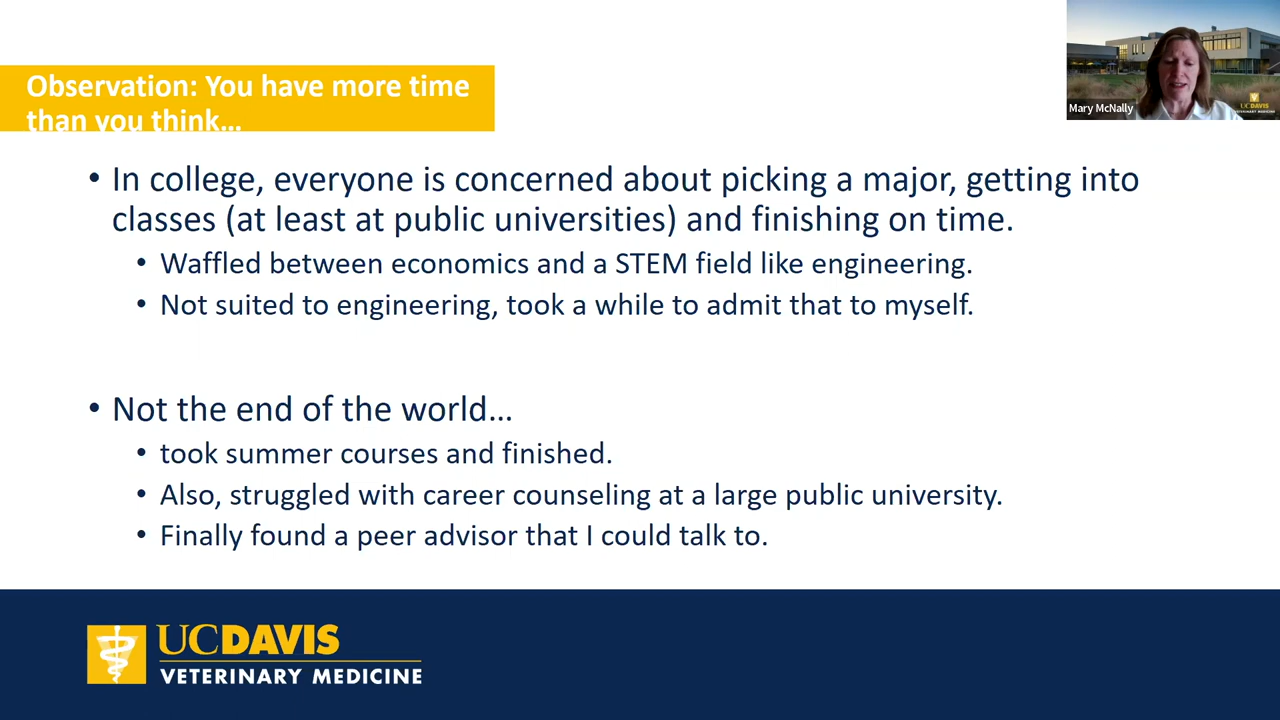 Observation: You have more time
than you think…
Mary McNally
UCDAVIS
VETERINARY MEDICINE
• In college, everyone is concerned about picking a major, getting into
classes (at least at public universities) and finishing on time.
• Waffled between economics and a STEM field like engineering.
• Not suited to engineering, took a while to admit that to myself.
• Not the end of the world…
• took summer courses and finished.
• Also, struggled with career counseling at a large public university.
• Finally found a peer advisor that I could talk to.
UCDAVIS
VETERINARY MEDICINE